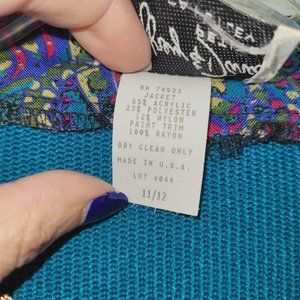 RN 74533
JACKET
65% ACRYLIC
23% POLYESTER
12% NYLON
PRINT TRIM
100% RAYON
DRY CLEAN ONLY
MADE IN U.S.A.
LOT 4044
11/12